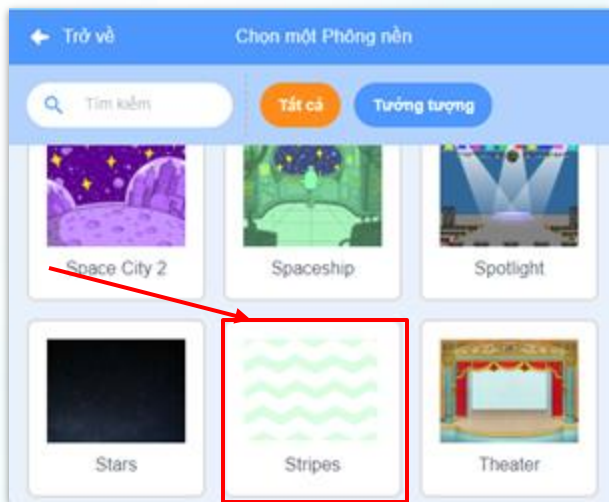 Trở về
Chọn một Phông nền
Tìm kiếm
Tất cả
Tưởng tượng
Space City 2
Spaceship
Spotlight
Stars
Stripes
Theater